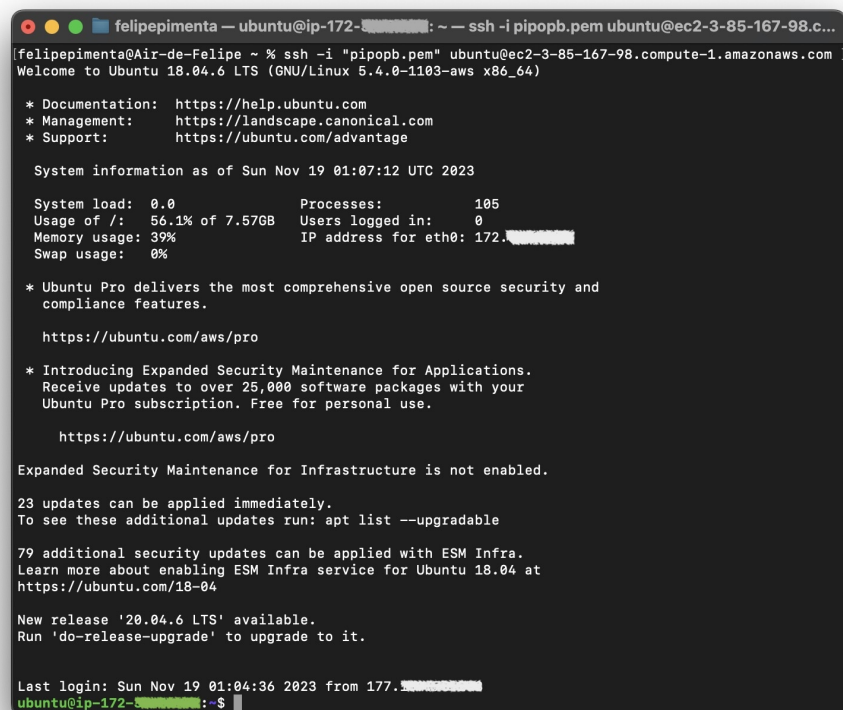 felipepimenta — ubuntu@ip-172- : ~ — ssh -i pipopb.pem ubuntu@ec2-3-85-167-98.c...
[felipepimenta@Air-de-Felipe ~ % ssh -i "pipopb.pem" ubuntu@ec2-3-85-167-98.compute-1.amazonaws.com ]
Welcome to Ubuntu 18.04.6 LTS (GNU/Linux 5.4.0-1103-aws x86_64)
* Documentation: https://help.ubuntu.com
* Management: https://landscape.canonical.com
* Support: https://ubuntu.com/advantage
System information as of Sun Nov 19 01:07:12 UTC 2023
System load: 0.0 Processes: 105
Usage of /: 56.1% of 7.57GB Users logged in: 0
Memory usage: 39% IP address for eth0: 172.
Swap usage: 0%
* Ubuntu Pro delivers the most comprehensive open source security and
compliance features.
https://ubuntu.com/aws/pro
* Introducing Expanded Security Maintenance for Applications.
Receive updates to over 25,000 software packages with your
Ubuntu Pro subscription. Free for personal use.
https://ubuntu.com/aws/pro
Expanded Security Maintenance for Infrastructure is not enabled.
23 updates can be applied immediately.
To see these additional updates run: apt list --upgradable
79 additional security updates can be applied with ESM Infra.
Learn more about enabling ESM Infra service for Ubuntu 18.04 at
https://ubuntu.com/18-04
New release '20.04.6 LTS' available.
Run 'do-release-upgrade' to upgrade to it.
Last login: Sun Nov 19 01:04:36 2023 from 177.
ubuntu@ip-172- :~$